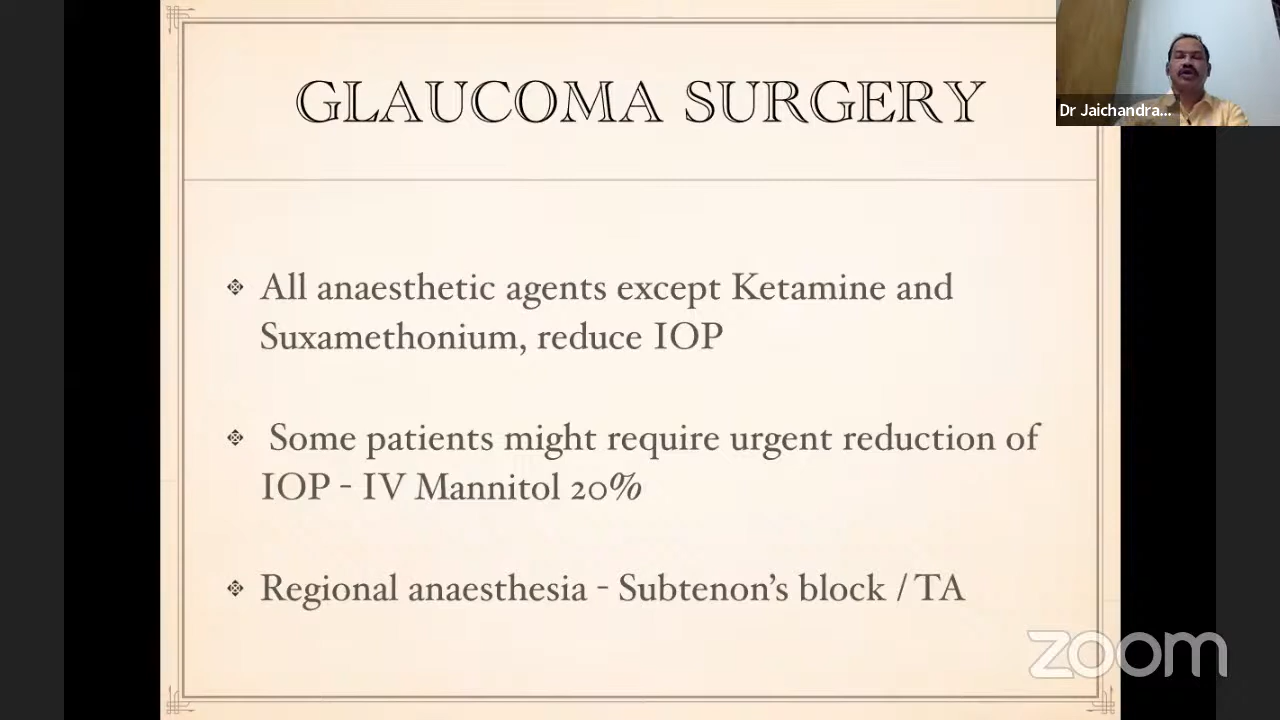 GLAUCOMA SURGERY
Dr Jaichandra...
All anaesthetic agents except Ketamine and
Suxamethonium, reduce IOP
Some patients might require urgent reduction of
IOP - IV Mannitol 20%
Regional anaesthesia - Subtenon's block / TA
zoom